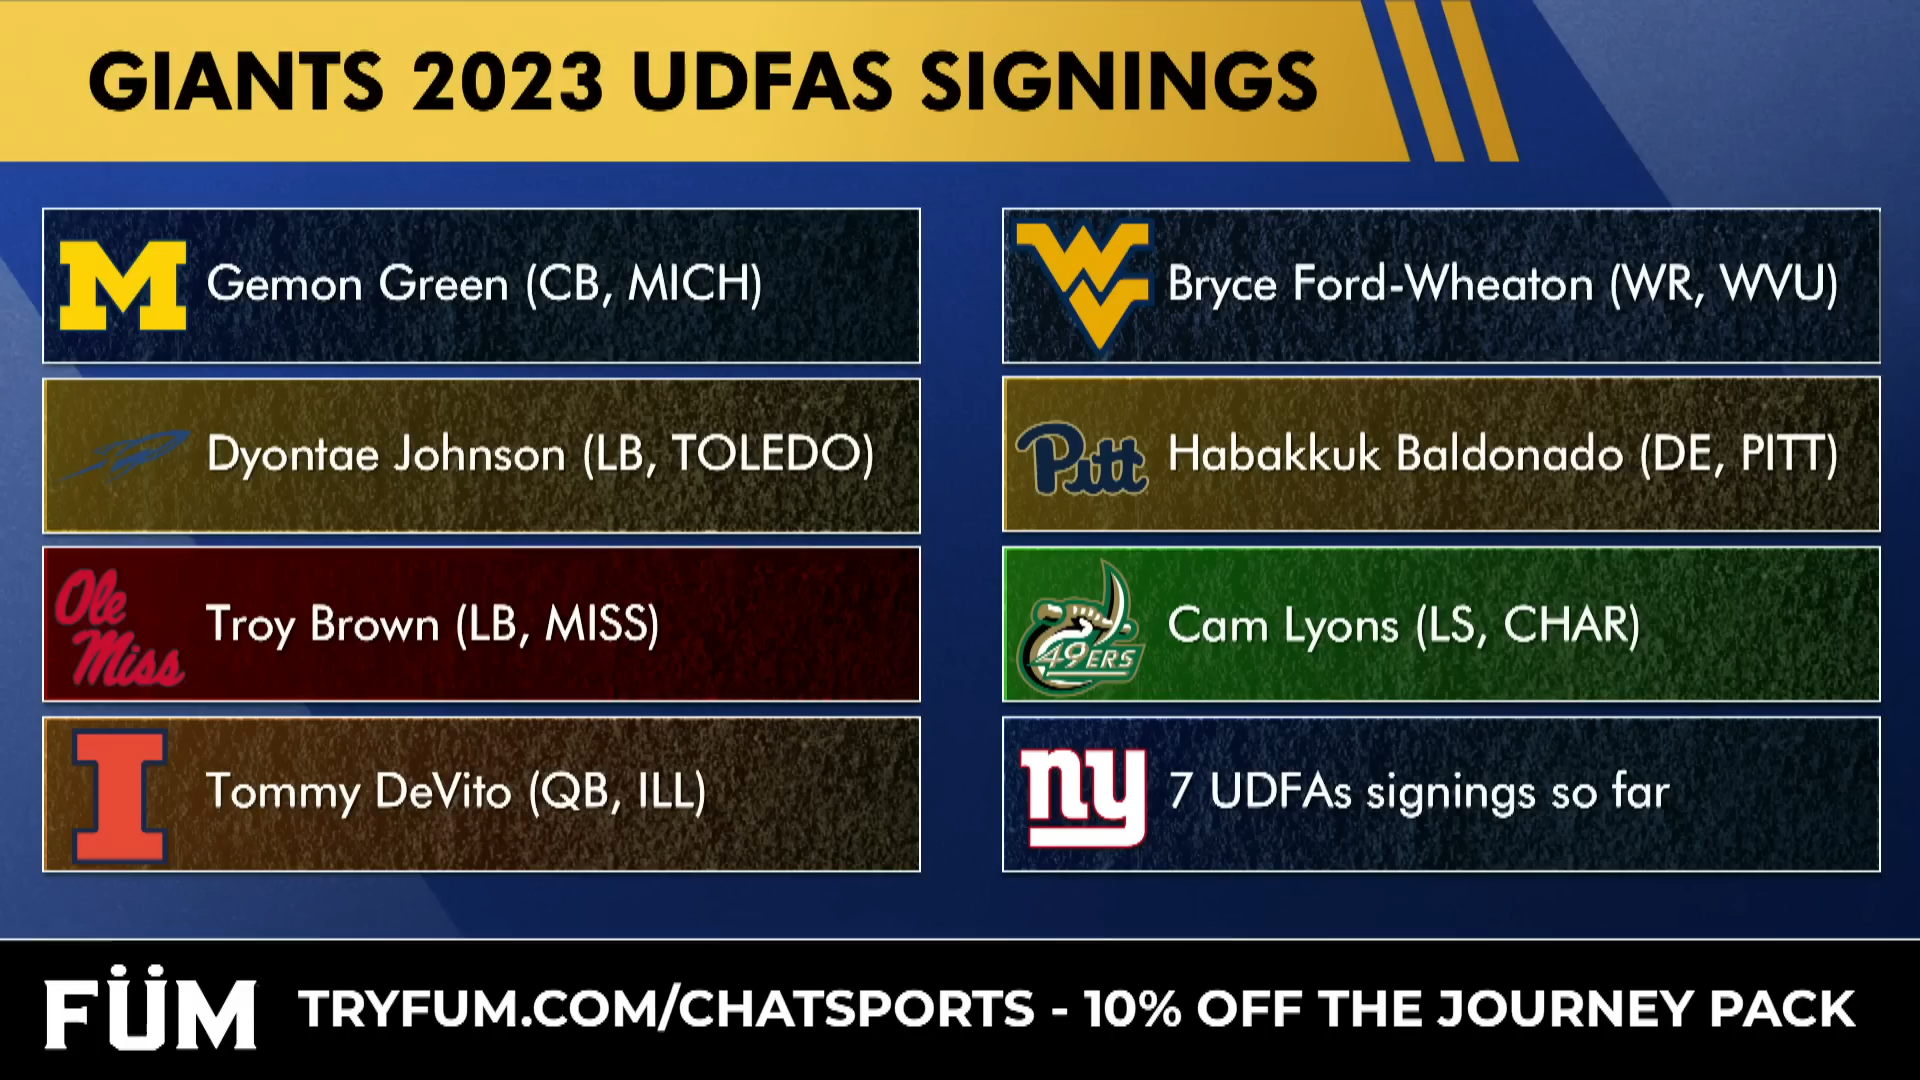 GIANTS 2023 UDFAS SIGNINGS
M Gemon Green (CB, MICH)
Dyontae Johnson (LB, TOLEDO)
Ole Miss Troy Brown (LB, MISS)
I Tommy DeVito (QB, ILL)
WV Bryce Ford-Wheaton (WR, WVU)
Pitt Habakkuk Baldonado (DE, PITT)
49ERS Cam Lyons (LS, CHAR)
ny 7 UDFAs signings so far
FÜM TRYFUM.COM/CHATSPORTS - 10% OFF THE JOURNEY PACK